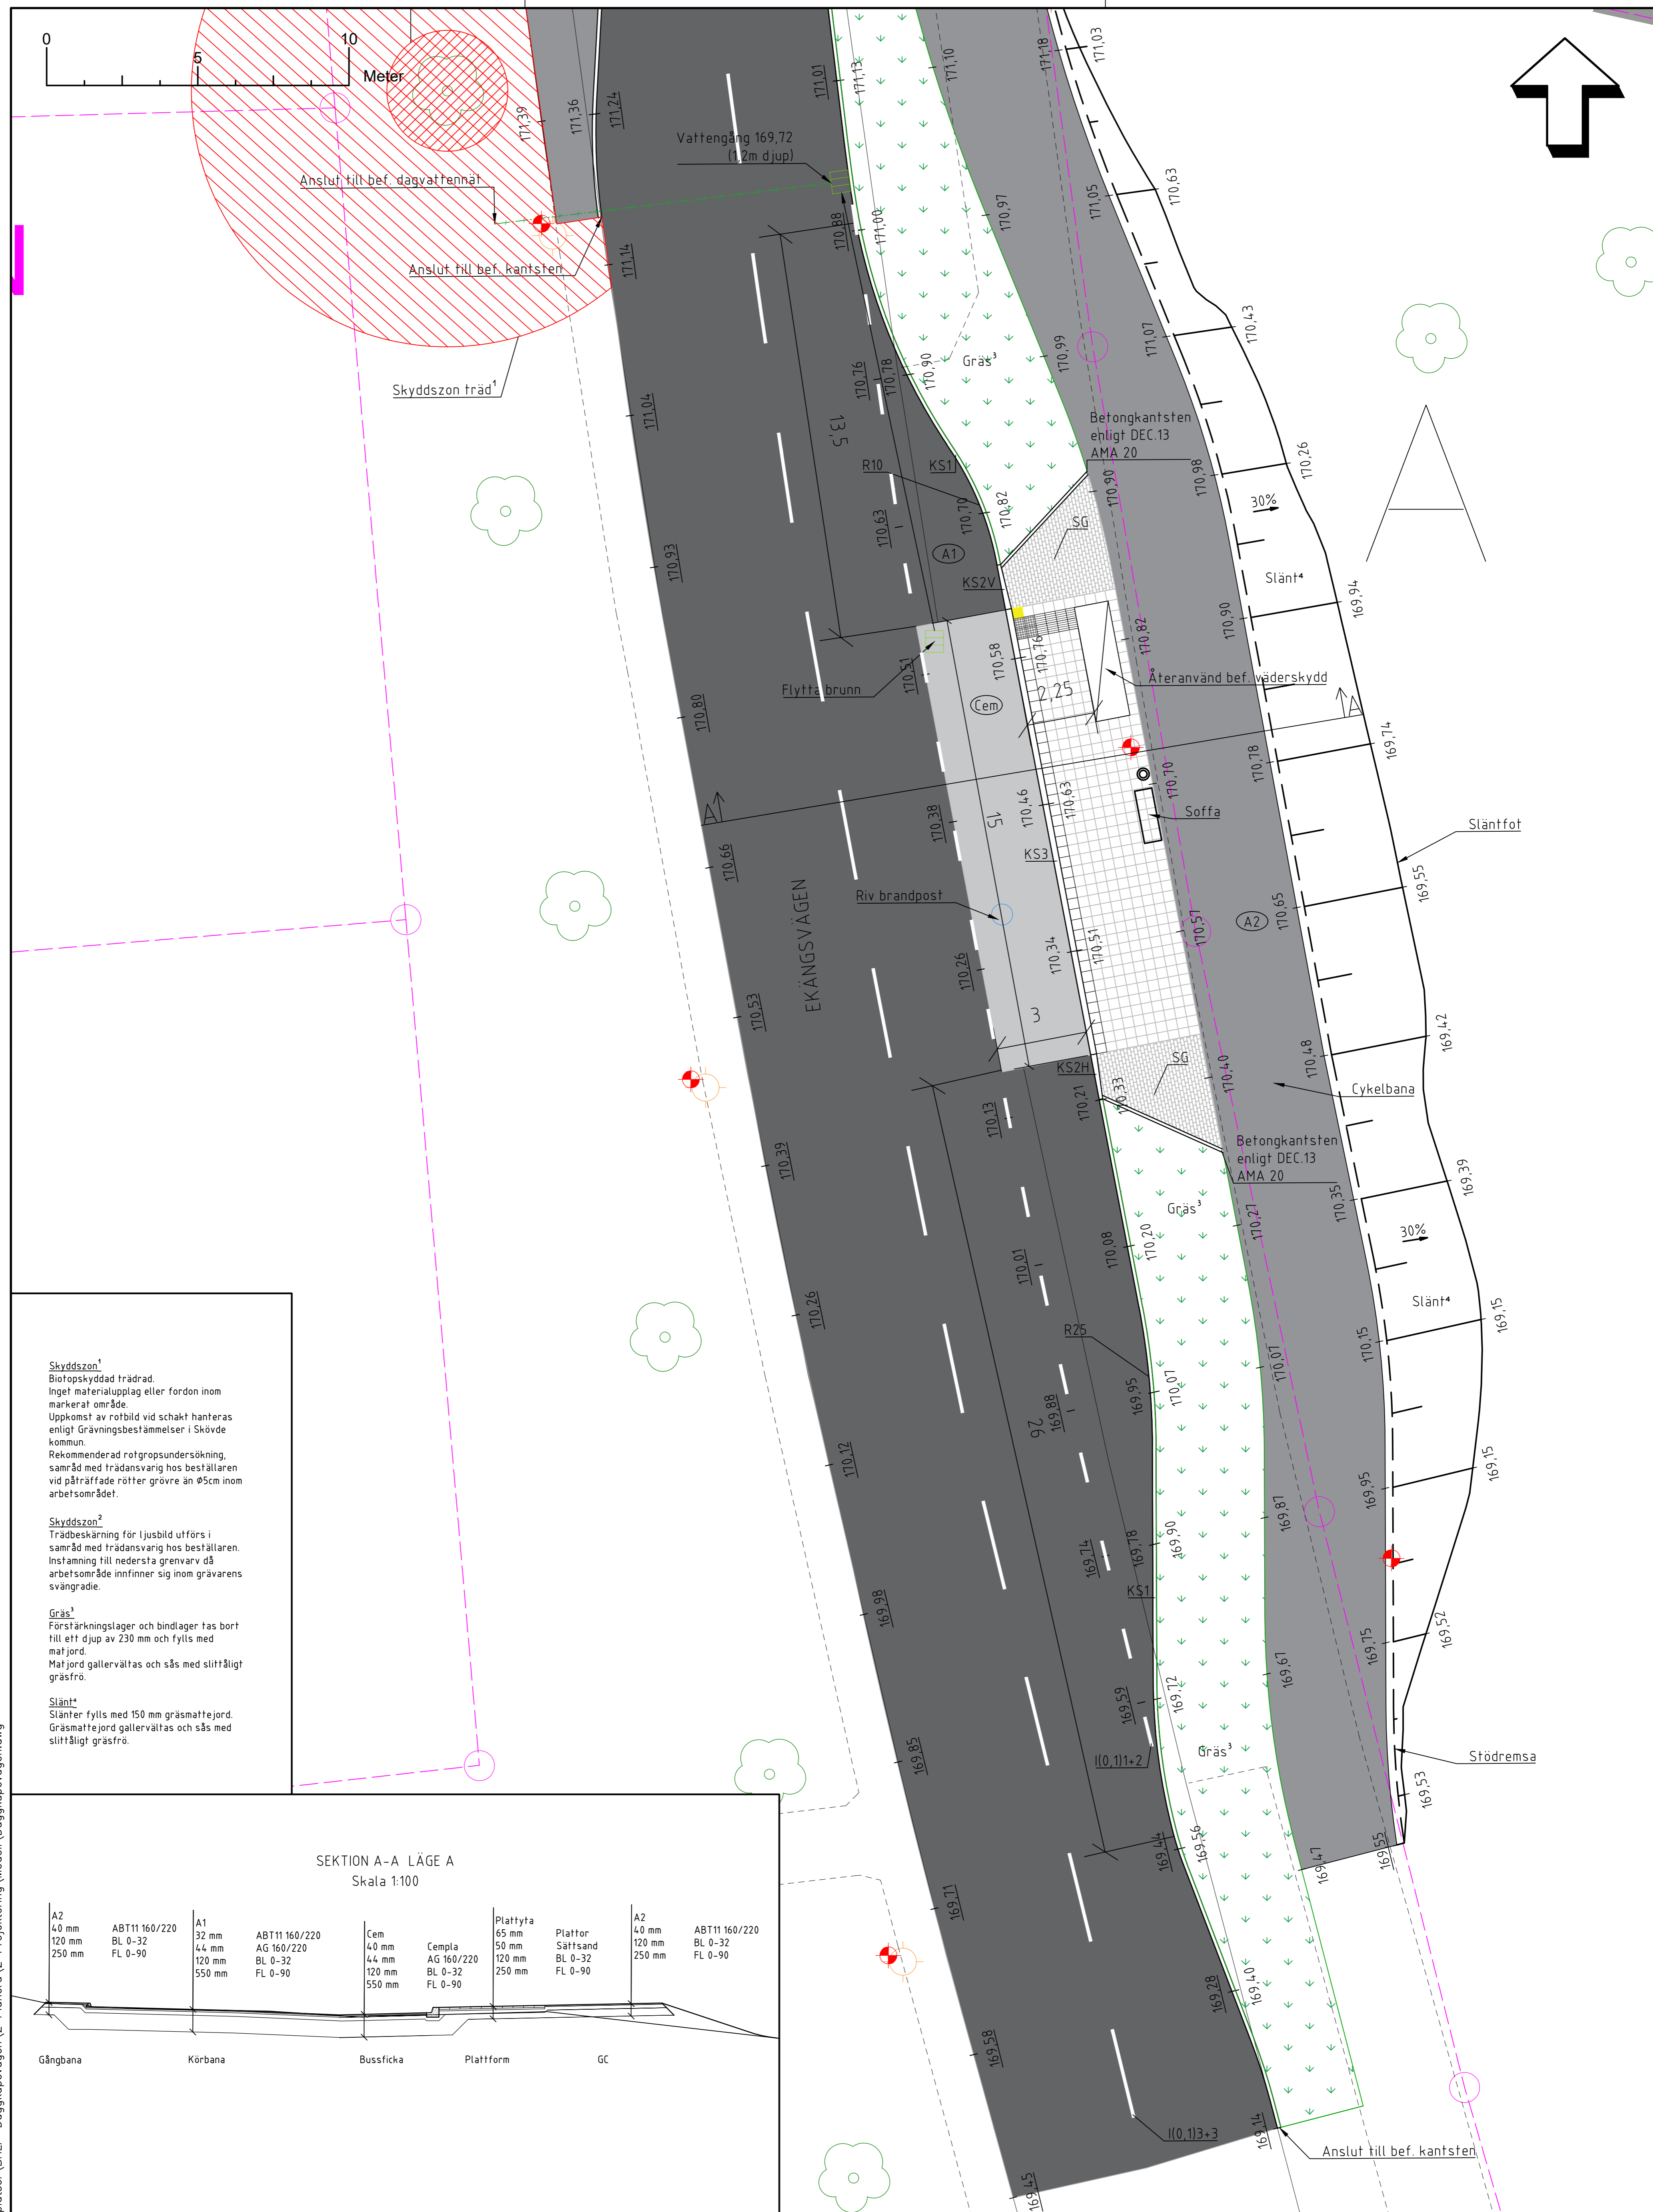 0
5
10
Meter
171,39
171,36
171,24
171,01
171,13
171,10
171,18
171,03
Vattengång 169,72
(1,2m djup)
Anslut till bef. dagvattennät
Anslut till bef. kantsten
171,14
170,88
171,00
170,97
171,05
170,63
Skyddszon träd¹
171,04
170,76
170,78
170,90
Gräs³
170,99
171,07
170,43
13,5
R10
KS1
Betongkantsten
enligt DEC.13
AMA 20
170,93
170,63
170,70
170,82
170,90
170,98
170,26
30%
SG
A1
KS2V
Slänt⁴
170,80
170,51
170,58
170,76
170,82
170,90
169,94
Flytta brunn
2,25
Återanvänd bef. väderskydd
Cem
A
A
170,66
170,38
15
170,46
170,63
170,70
170,78
169,74
Soffa
Släntfot
KS3
EKÄNGSVÄGEN
Riv brandpost
170,53
170,26
170,34
170,51
170,57
A2
170,65
169,55
3
KS2H
SG
170,39
170,13
170,21
170,33
170,40
170,48
169,42
Cykelbana
Betongkantsten
enligt DEC.13
AMA 20
Gräs³
170,26
170,01
170,08
170,20
170,27
170,35
169,39
30%
Slänt⁴
R25
170,12
26
169,88
169,95
170,07
170,07
170,15
169,15
169,98
169,74
169,78
169,90
169,87
169,95
169,15
KS1
169,85
169,59
169,72
169,67
169,75
169,52
I(0,1)1+2
Gräs³
Stödremsa
169,71
169,44
169,56
169,47
169,55
169,53
169,58
169,28
169,40
169,45
I(0,1)3+3
169,14
Anslut till bef. kantsten
A
Skyddszon¹
Biotopskyddad trädrad.
Inget materialupplag eller fordon inom
markerat område.
Uppkomst av rotbild vid schakt hanteras
enligt Grävningsbestämmelser i Skövde
kommun.
Rekommenderad rotgropsundersökning,
samråd med trädansvarig hos beställaren
vid påträffade rötter grövre än Ø5cm inom
arbetsområdet.
Skyddszon²
Trädbeskärning för ljusbild utförs i
samråd med trädansvarig hos beställaren.
Instamning till nedersta grenvarv då
arbetsområde innfinner sig inom grävarens
svängradie.
Gräs³
Förstärkningslager och bindlager tas bort
till ett djup av 230 mm och fylls med
matjord.
Matjord gallervältas och sås med slittåligt
gräsfrö.
Slänt⁴
Slänter fylls med 150 mm gräsmattejord.
Gräsmattejord gallervältas och sås med
slittåligt gräsfrö.
SEKTION A-A LÄGE A
Skala 1:100
A2
40 mm ABT11 160/220
120 mm BL 0-32
250 mm FL 0-90
A1
32 mm ABT11 160/220
44 mm AG 160/220
120 mm BL 0-32
550 mm FL 0-90
Cem
40 mm Cempla
44 mm AG 160/220
120 mm BL 0-32
550 mm FL 0-90
Plattyta
65 mm Plattor
50 mm Sättsand
120 mm BL 0-32
250 mm FL 0-90
A2
40 mm ABT11 160/220
120 mm BL 0-32
250 mm FL 0-90
Gångbana
Körbana
Bussficka
Plattform
GC